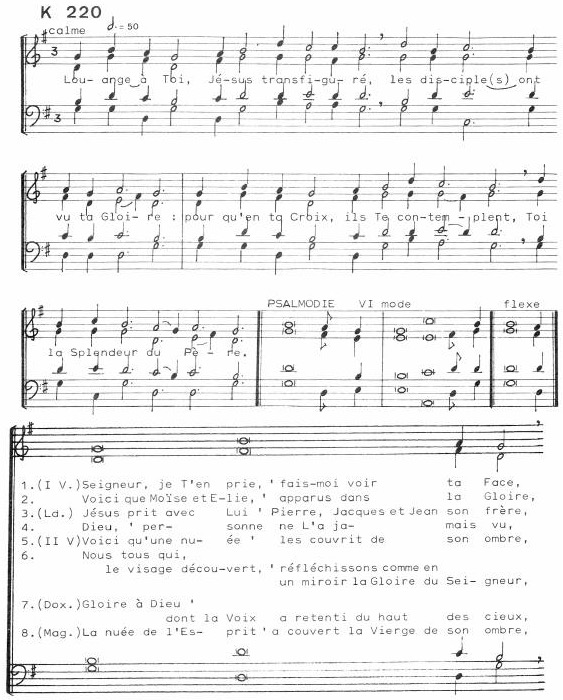 K 220
calme 𝅗𝅥. = 50
3
Lou- ange à Toi, Jé-sus transfi-gu- ré, les dis-ciple(s) ont
3
vu ta Gloi- re : pour qu'en ta Croix, ils Te con-tem - plent, Toi
PSALMODIE VI mode flexe
la Splendeur du Pè - re.
1.(I V.)Seigneur, je T'en prie, ' fais-moi voir ta Face,
2. Voici que Moïse et E-lie, ' apparus dans la Gloire,
3.(Ld.) Jésus prit avec Lui ' Pierre, Jacques et Jean son frère,
4. Dieu, ' per- sonne ne L'a ja- mais vu,
5.(II V)Voici qu'une nu- ée ' les couvrit de son ombre,
6. Nous tous qui,
le visage décou-vert, ' réfléchissons comme en
un miroir la Gloire du Sei- gneur,
7.(Dox.)Gloire à Dieu '
dont la Voix a retenti du haut des cieux,
8.(Mag.)La nuée de l'Es- prit ' a couvert la Vierge de son ombre,